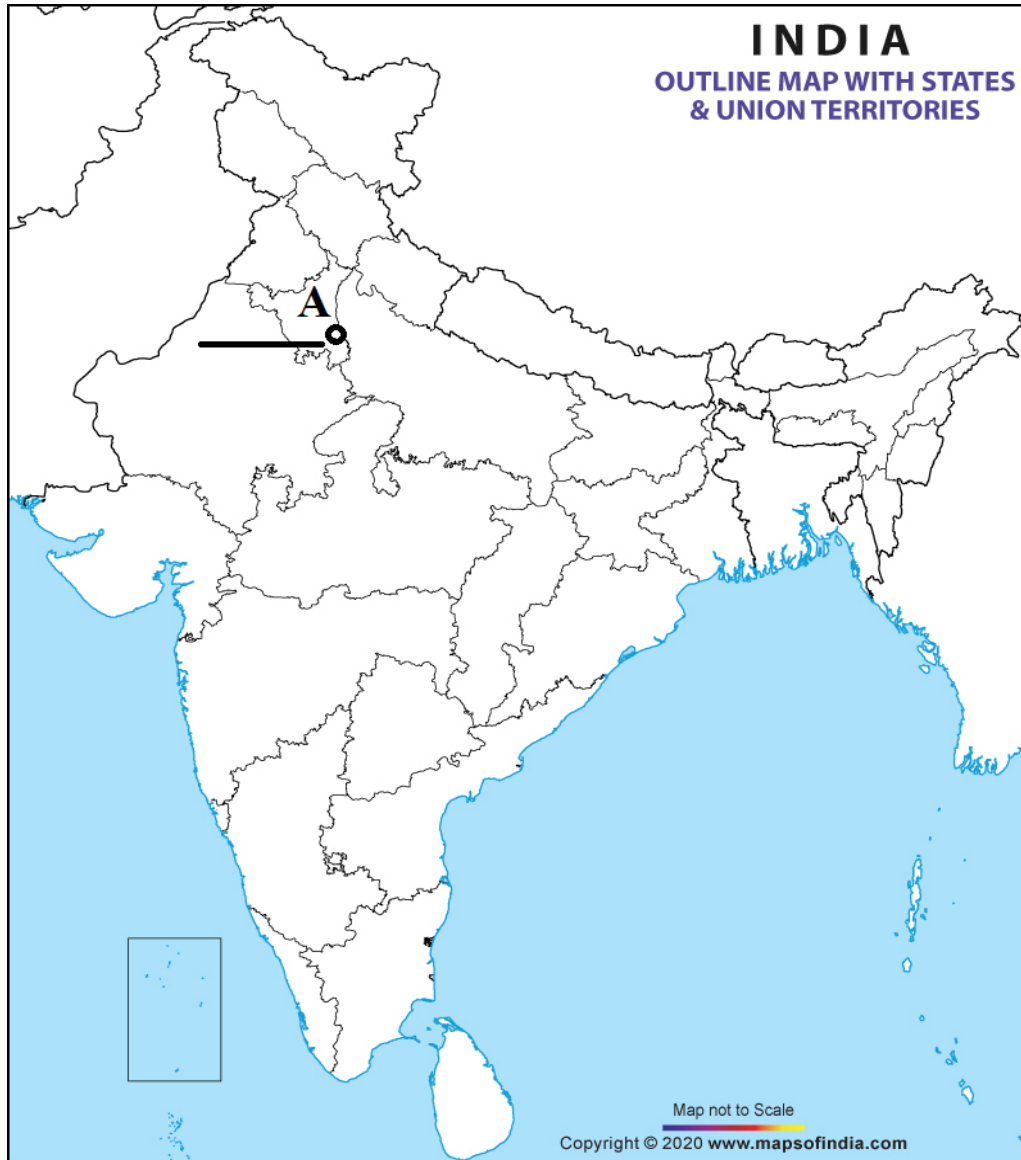 INDIA
OUTLINE MAP WITH STATES
& UNION TERRITORIES
A
Map not to Scale
Copyright © 2020 www.mapsofindia.com